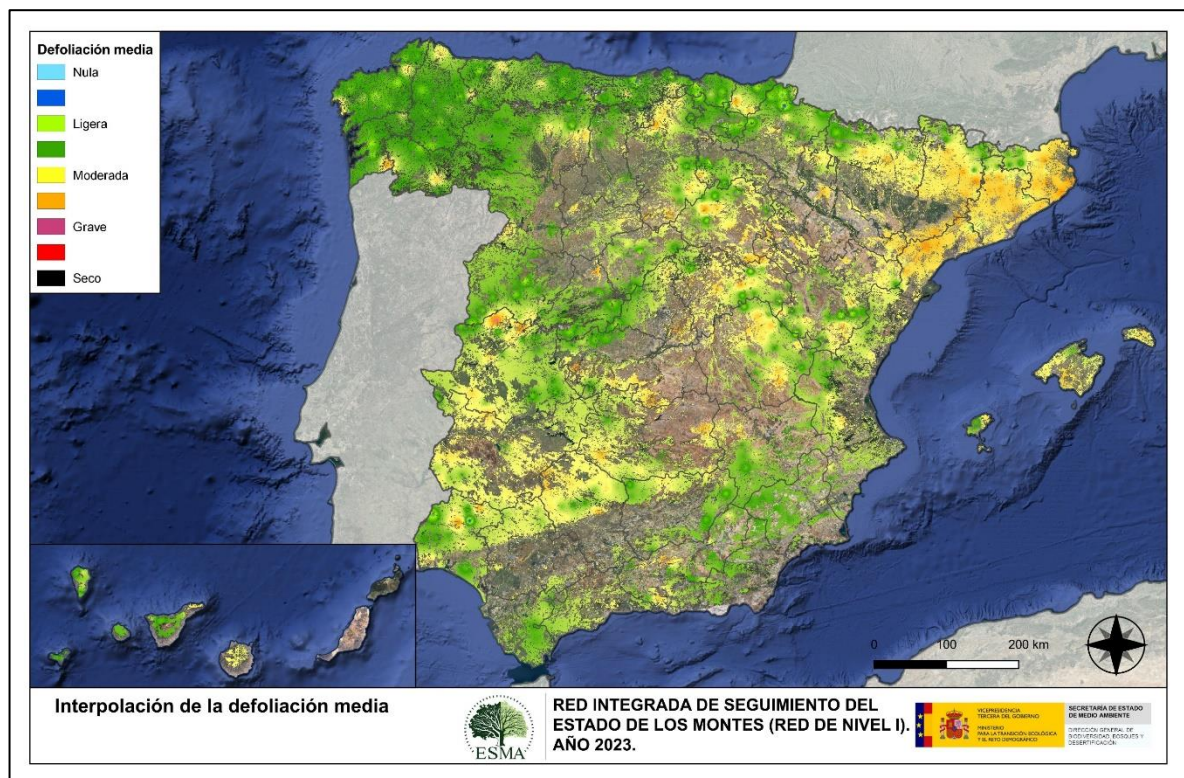 Defoliación media
Nula
Ligera
Moderada
Grave
Seco
0 100 200 km
Interpolación de la defoliación media
ESMA
RED INTEGRADA DE SEGUIMIENTO DEL
ESTADO DE LOS MONTES (RED DE NIVEL I).
AÑO 2023.
VICEPRESIDENCIA
TERCERA DEL GOBIERNO
MINISTERIO
PARA LA TRANSICIÓN ECOLÓGICA
Y EL RETO DEMOGRÁFICO
SECRETARÍA DE ESTADO
DE MEDIO AMBIENTE
DIRECCIÓN GENERAL DE
BIODIVERSIDAD, BOSQUES Y
DESERTIFICACIÓN